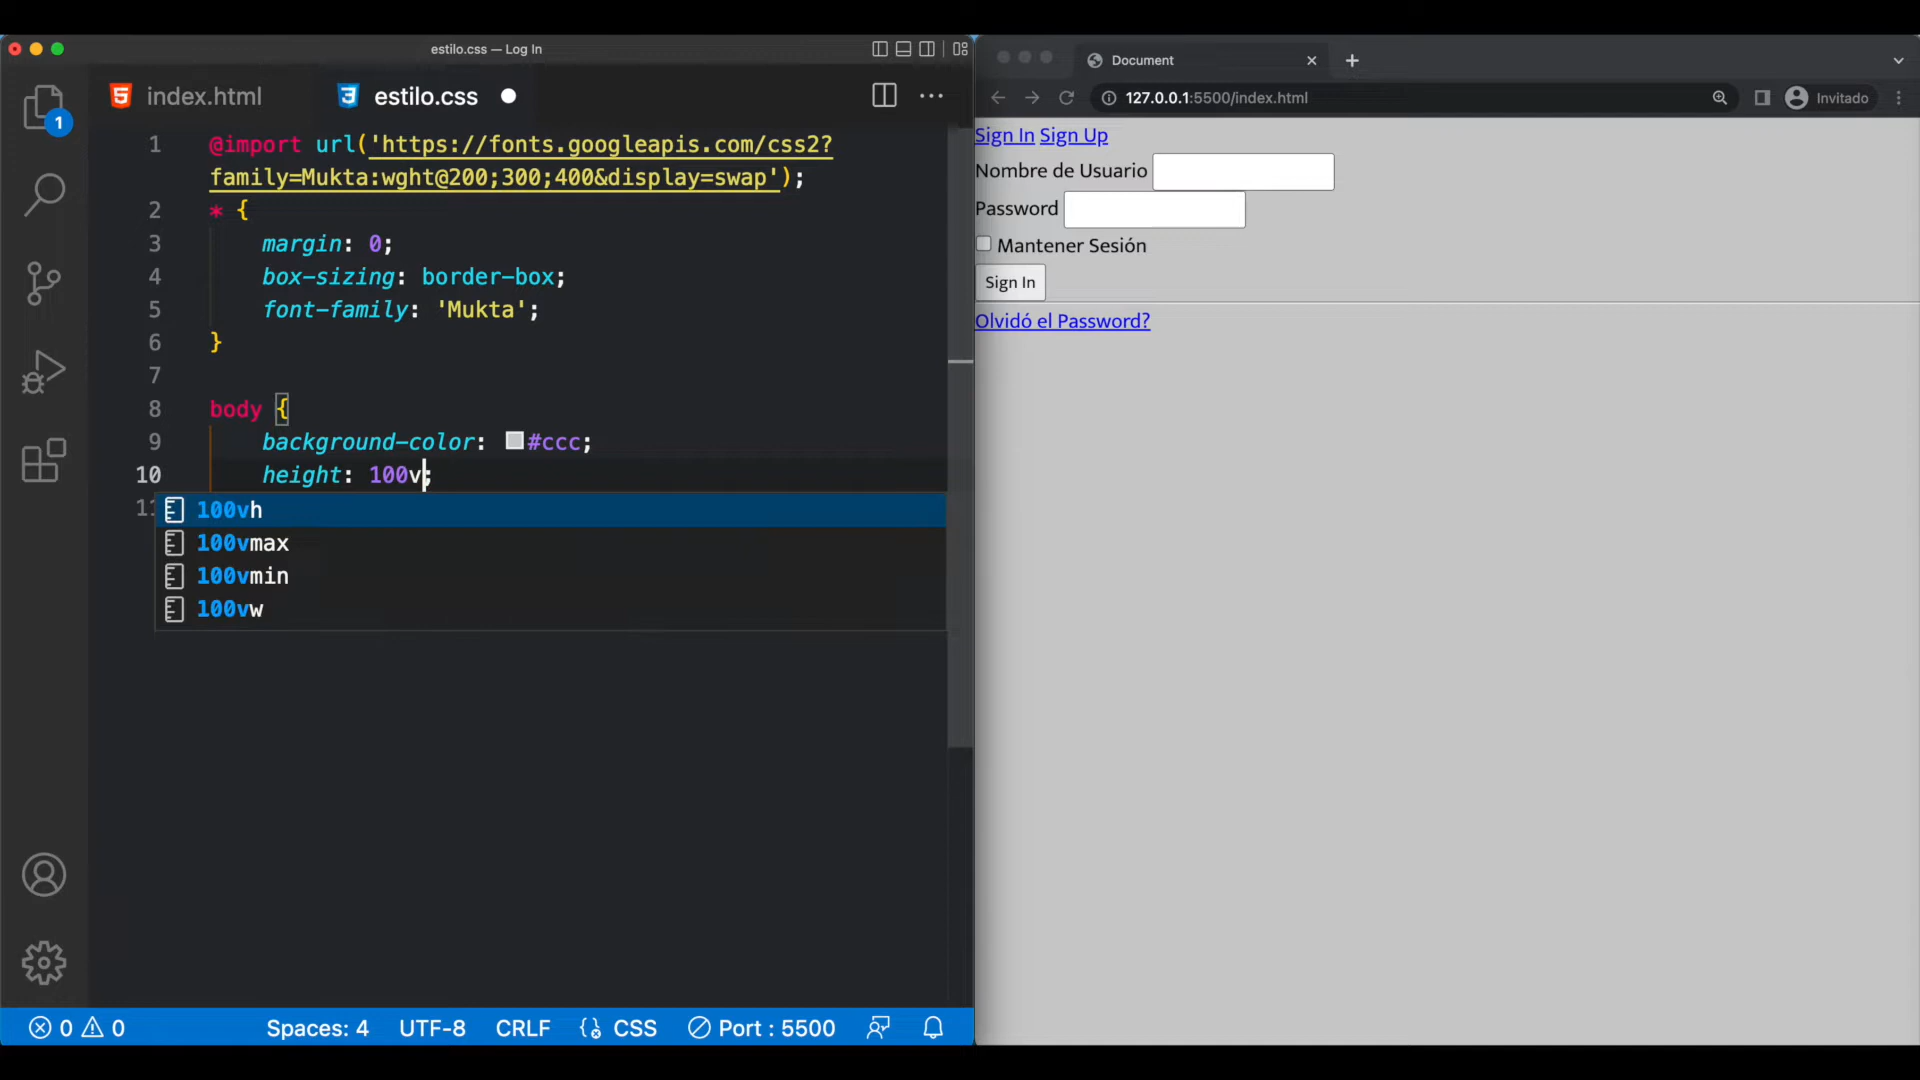 estilo.css — Log In
index.html
estilo.css
1 @import url('https://fonts.googleapis.com/css2?
family=Mukta:wght@200;300;400&display=swap');
2 * {
3 margin: 0;
4 box-sizing: border-box;
5 font-family: 'Mukta';
6 }
7
8 body {
9 background-color: #ccc;
10 height: 100v;
11
100vh
100vmax
100vmin
100vw
1
0 0 Spaces: 4 UTF-8 CRLF CSS Port : 5500
Document
127.0.0.1:5500/index.html
Invitado
Sign In Sign Up
Nombre de Usuario
Password
Mantener Sesión
Sign In
Olvidó el Password?